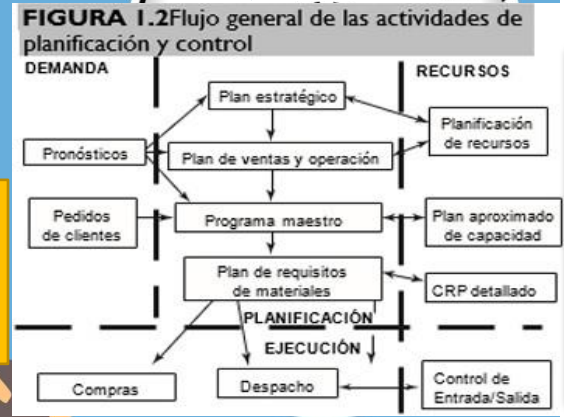 FIGURA 1.2Flujo general de las actividades de
planificación y control
DEMANDA
RECURSOS
Plan estratégico
Planificación
de recursos
Pronósticos
Plan de ventas y operación
Pedidos
de clientes
Programa maestro
Plan aproximado
de capacidad
Plan de requisitos
de materiales
CRP detallado
PLANIFICACIÓN
EJECUCIÓN
Compras
Despacho
Control de
Entrada/Salida